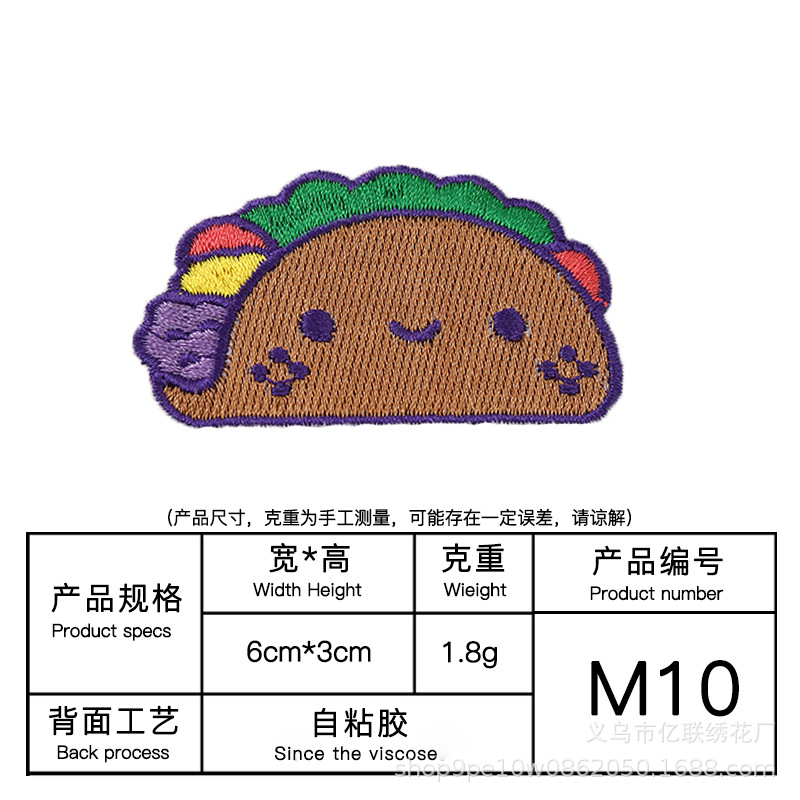 (产品尺寸，克重为手工测量，可能存在一定误差，请谅解)
产品规格
Product specs
宽*高
Width Height
克重
Wieight
产品编号
Product number
6cm*3cm
1.8g
M10
背面工艺
Back process
自粘胶
Since the viscose
义乌市亿联绣花厂
shop9pe10w0862050.1688.com